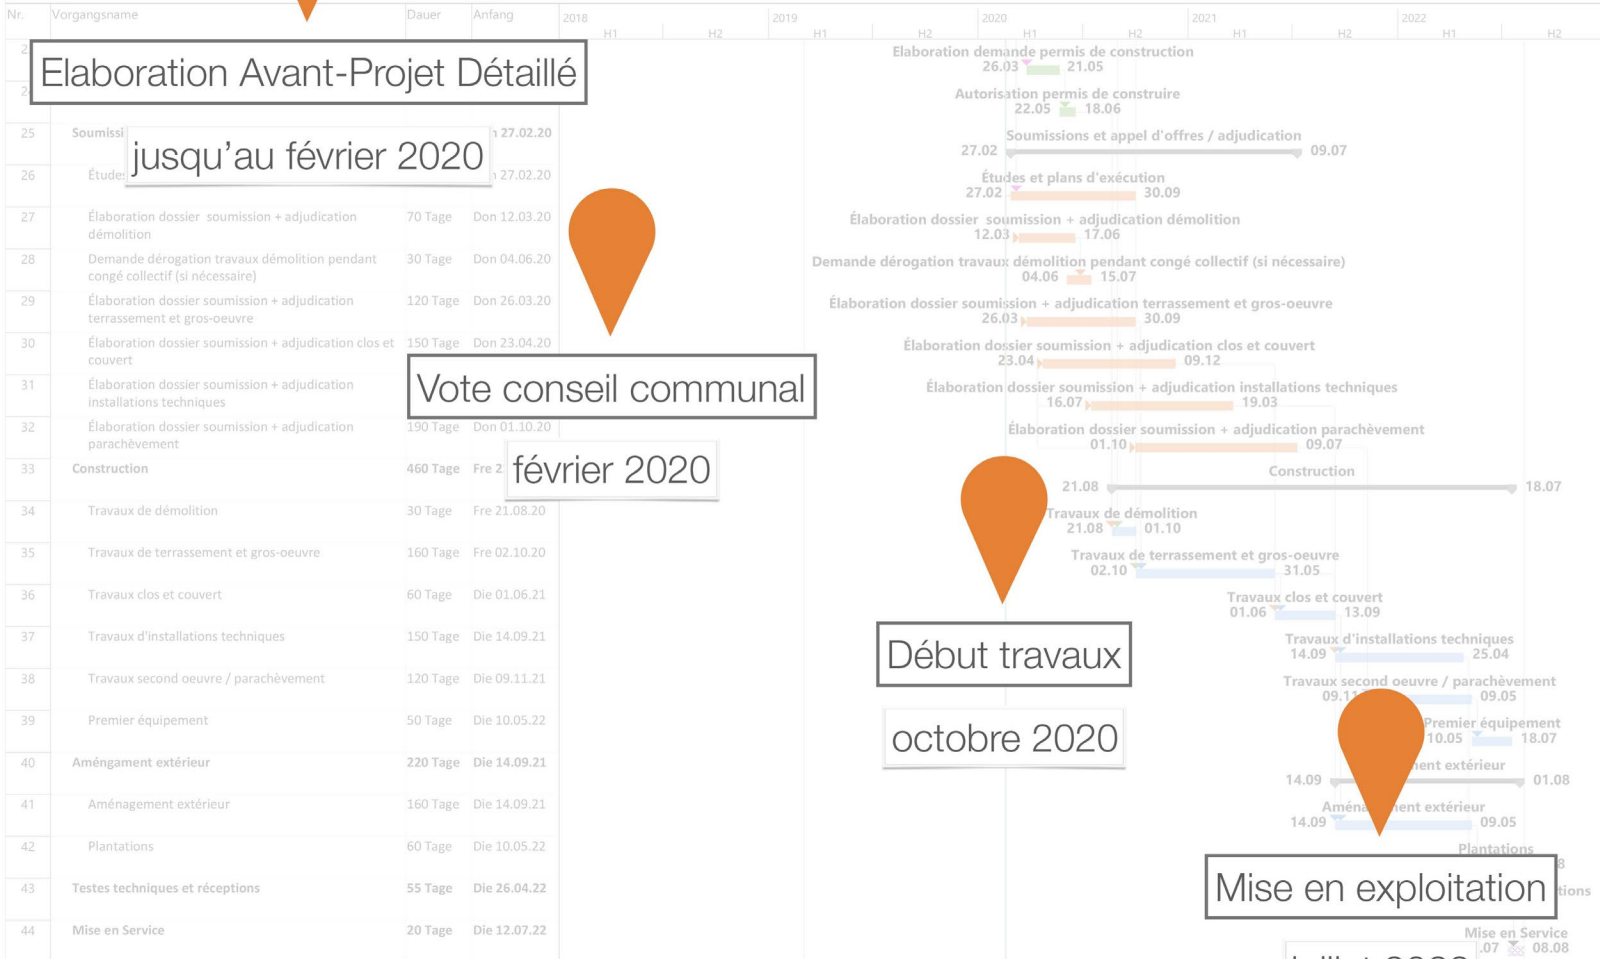 Nr. Vorgangsname Dauer Anfang 2018 2019 2020 2021 2022
H1 H2 H1 H2 H1 H2 H1 H2 H1 H2
Elaboration Avant-Projet Détaillé
jusqu'au février 2020
Vote conseil communal
février 2020
Début travaux
octobre 2020
Mise en exploitation
25 Soumissi 27.02.20
26 Études 27.02.20
27 Élaboration dossier soumission + adjudication 70 Tage Don 12.03.20
démolition
28 Demande dérogation travaux démolition pendant 30 Tage Don 04.06.20
congé collectif (si nécessaire)
29 Élaboration dossier soumission + adjudication 120 Tage Don 26.03.20
terrassement et gros-oeuvre
30 Élaboration dossier soumission + adjudication clos et 150 Tage Don 23.04.20
couvert
31 Élaboration dossier soumission + adjudication
installations techniques
32 Élaboration dossier soumission + adjudication 190 Tage Don 01.10.20
parachèvement
33 Construction 460 Tage Fre 2
34 Travaux de démolition 30 Tage Fre 21.08.20
35 Travaux de terrassement et gros-oeuvre 160 Tage Fre 02.10.20
36 Travaux clos et couvert 60 Tage Die 01.06.21
37 Travaux d'installations techniques 150 Tage Die 14.09.21
38 Travaux second oeuvre / parachèvement 120 Tage Die 09.11.21
39 Premier équipement 50 Tage Die 10.05.22
40 Améngament extérieur 220 Tage Die 14.09.21
41 Aménagement extérieur 160 Tage Die 14.09.21
42 Plantations 60 Tage Die 10.05.22
43 Testes techniques et réceptions 55 Tage Die 26.04.22
44 Mise en Service 20 Tage Die 12.07.22
Elaboration demande permis de construction
26.03 21.05
Autorisation permis de construire
22.05 18.06
Soumissions et appel d'offres / adjudication
27.02 09.07
Études et plans d'exécution
27.02 30.09
Élaboration dossier soumission + adjudication démolition
12.03 17.06
Demande dérogation travaux démolition pendant congé collectif (si nécessaire)
04.06 15.07
Élaboration dossier soumission + adjudication terrassement et gros-oeuvre
26.03 30.09
Élaboration dossier soumission + adjudication clos et couvert
23.04 09.12
Élaboration dossier soumission + adjudication installations techniques
16.07 19.03
Élaboration dossier soumission + adjudication parachèvement
01.10 09.07
Construction
21.08 18.07
Travaux de démolition
21.08 01.10
Travaux de terrassement et gros-oeuvre
02.10 31.05
Travaux clos et couvert
01.06 13.09
Travaux d'installations techniques
14.09 25.04
Travaux second oeuvre / parachèvement
09.11 09.05
Premier équipement
10.05 18.07
ment extérieur
14.09 01.08
Aména ent extérieur
14.09 09.05
Plantations
8
tions
Mise en Service
.07 08.08